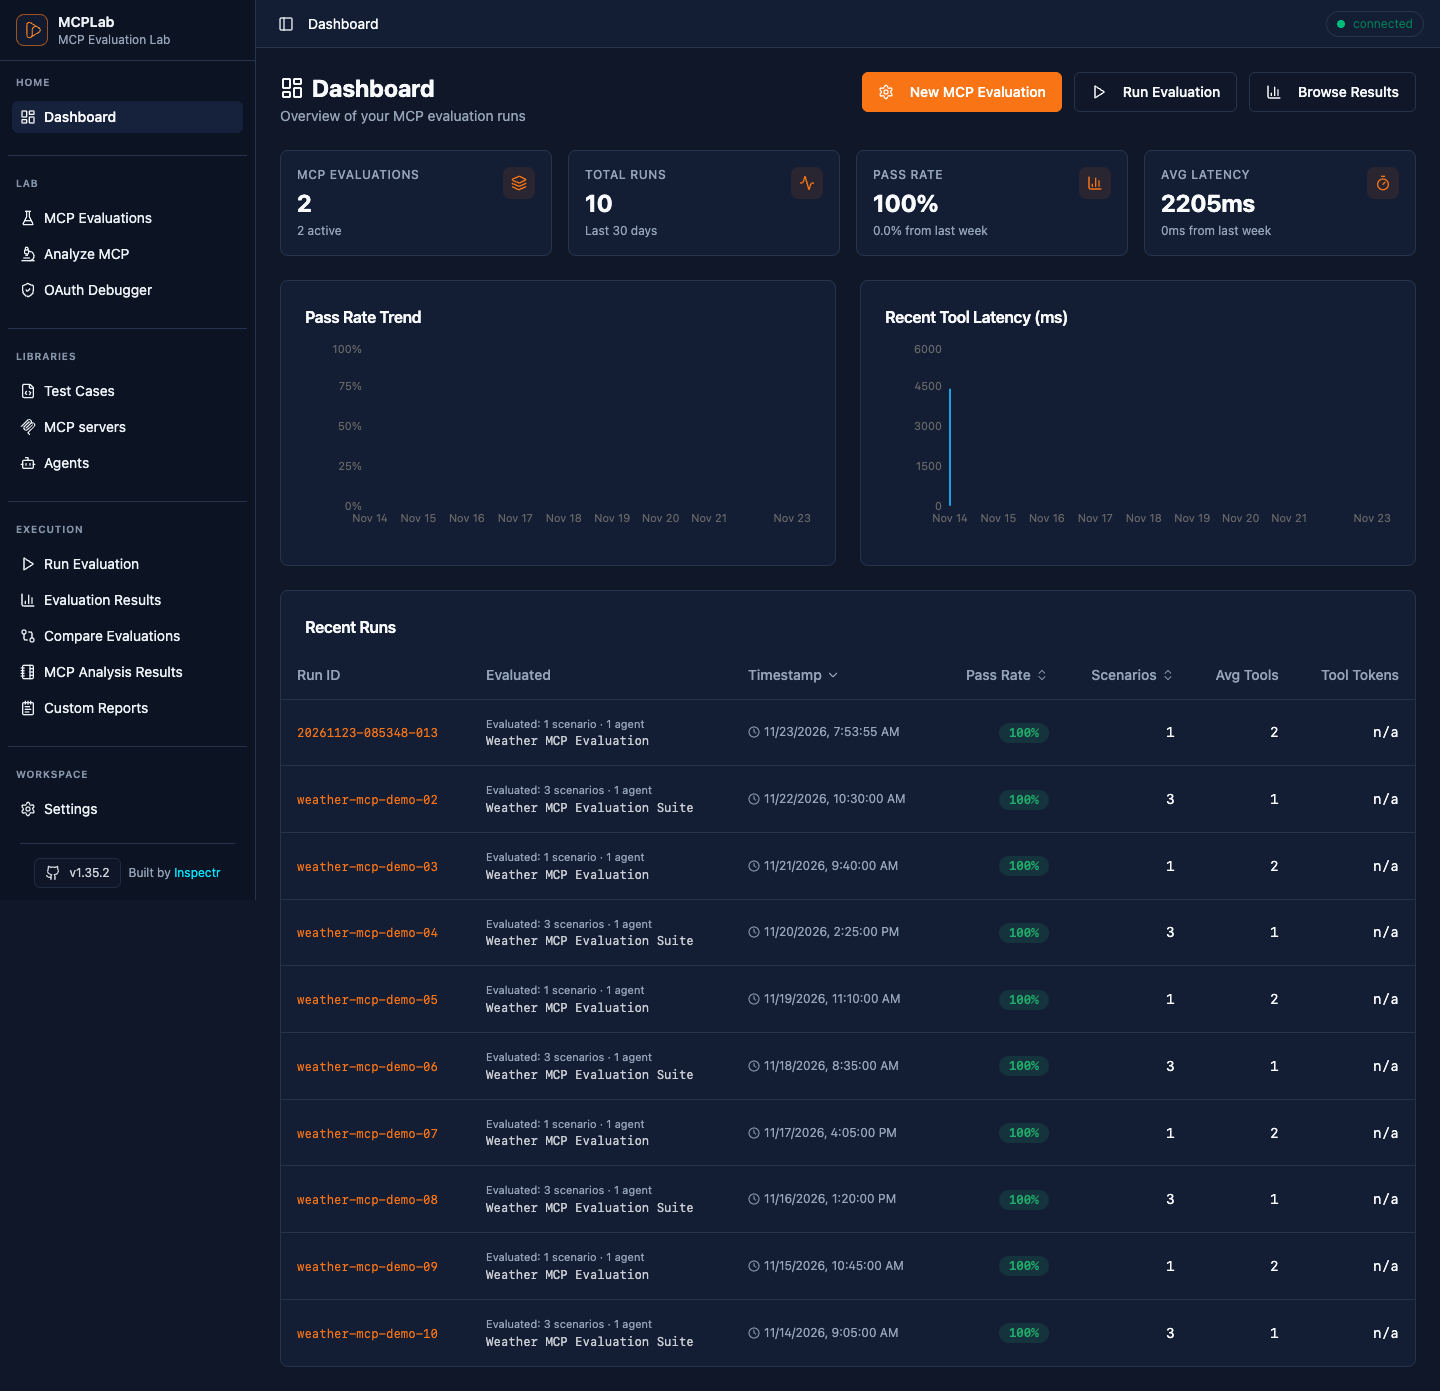 MCPLab
MCP Evaluation Lab
HOME
Dashboard
LAB
MCP Evaluations
Analyze MCP
OAuth Debugger
LIBRARIES
Test Cases
MCP servers
Agents
EXECUTION
Run Evaluation
Evaluation Results
Compare Evaluations
MCP Analysis Results
Custom Reports
WORKSPACE
Settings
v1.35.2 Built by Inspectr
Dashboard
connected
Dashboard
Overview of your MCP evaluation runs
New MCP Evaluation
Run Evaluation
Browse Results
MCP EVALUATIONS
2
2 active
TOTAL RUNS
10
Last 30 days
PASS RATE
100%
0.0% from last week
AVG LATENCY
2205ms
0ms from last week
Pass Rate Trend
100%
75%
50%
25%
0%
Nov 14 Nov 15 Nov 16 Nov 17 Nov 18 Nov 19 Nov 20 Nov 21 Nov 23
Recent Tool Latency (ms)
6000
4500
3000
1500
0
Nov 14 Nov 15 Nov 16 Nov 17 Nov 18 Nov 19 Nov 20 Nov 21 Nov 23
Recent Runs
Run ID Evaluated Timestamp Pass Rate Scenarios Avg Tools Tool Tokens
Evaluated: 1 scenario · 1 agent
20261123-085348-013 Weather MCP Evaluation 11/23/2026, 7:53:55 AM 100% 1 2 n/a
Evaluated: 3 scenarios · 1 agent
weather-mcp-demo-02 Weather MCP Evaluation Suite 11/22/2026, 10:30:00 AM 100% 3 1 n/a
Evaluated: 1 scenario · 1 agent
weather-mcp-demo-03 Weather MCP Evaluation 11/21/2026, 9:40:00 AM 100% 1 2 n/a
Evaluated: 3 scenarios · 1 agent
weather-mcp-demo-04 Weather MCP Evaluation Suite 11/20/2026, 2:25:00 PM 100% 3 1 n/a
Evaluated: 1 scenario · 1 agent
weather-mcp-demo-05 Weather MCP Evaluation 11/19/2026, 11:10:00 AM 100% 1 2 n/a
Evaluated: 3 scenarios · 1 agent
weather-mcp-demo-06 Weather MCP Evaluation Suite 11/18/2026, 8:35:00 AM 100% 3 1 n/a
Evaluated: 1 scenario · 1 agent
weather-mcp-demo-07 Weather MCP Evaluation 11/17/2026, 4:05:00 PM 100% 1 2 n/a
Evaluated: 3 scenarios · 1 agent
weather-mcp-demo-08 Weather MCP Evaluation Suite 11/16/2026, 1:20:00 PM 100% 3 1 n/a
Evaluated: 1 scenario · 1 agent
weather-mcp-demo-09 Weather MCP Evaluation 11/15/2026, 10:45:00 AM 100% 1 2 n/a
Evaluated: 3 scenarios · 1 agent
weather-mcp-demo-10 Weather MCP Evaluation Suite 11/14/2026, 9:05:00 AM 100% 3 1 n/a